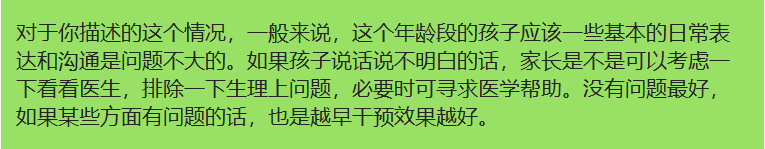 对于你描述的这个情况，一般来说，这个年龄段的孩子应该一些基本的日常表
达和沟通是问题不大的。如果孩子说话说不明白的话，家长是不是可以考虑一
下看看医生，排除一下生理上问题，必要时可寻求医学帮助。没有问题最好，
如果某些方面有问题的话，也是越早干预效果越好。